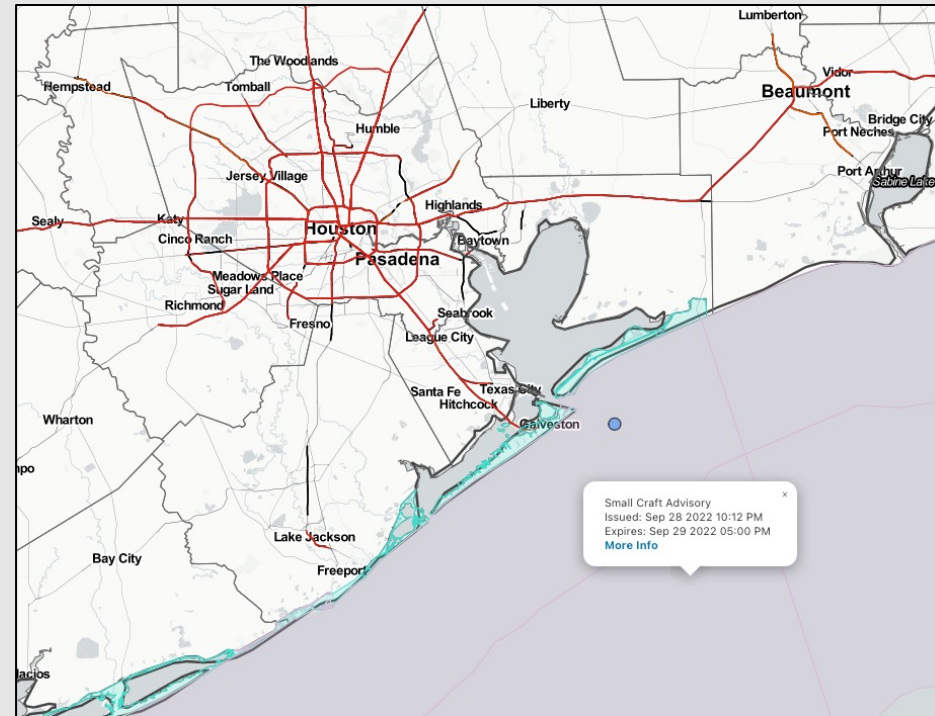 Lumberton
The Woodlands
Hempstead
Tomball
Vidor
Beaumont
Liberty
Humble
Bridge City
Port Neches
Jersey Village
Port Arthur
Sabine Lake
Highlands
Sealy
Katy
Houston
Cinco Ranch
Baytown
Pasadena
Meadows Place
Sugar Land
Richmond
Seabrook
Fresno
League City
Santa Fe
Texas City
Hitchcock
Wharton
Galveston
npo
Small Craft Advisory
x
Issued: Sep 28 2022 10:12 PM
Expires: Sep 29 2022 05:00 PM
More Info
Lake Jackson
Bay City
Freeport
lacios